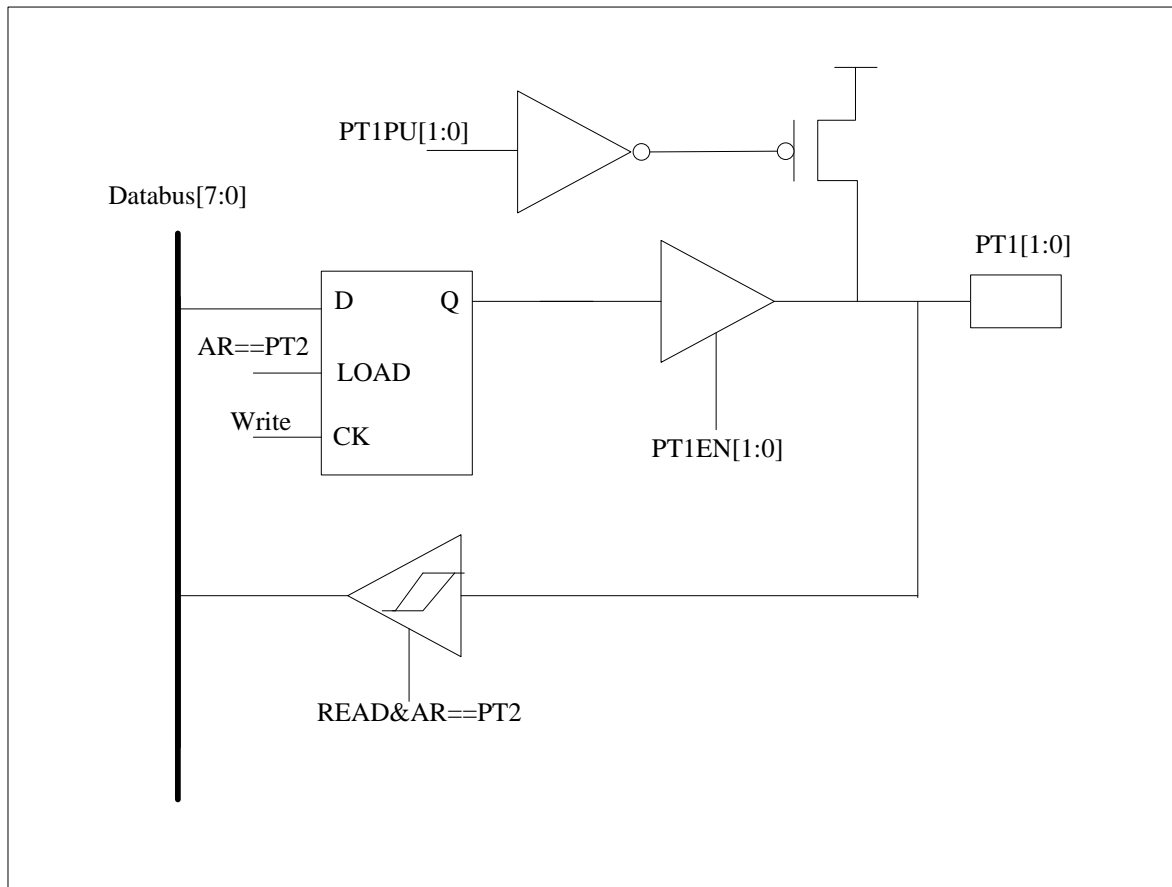 PT1PU[1:0]
Databus[7:0]
PT1[1:0]
D
Q
AR==PT2
LOAD
Write
CK
PT1EN[1:0]
READ&AR==PT2